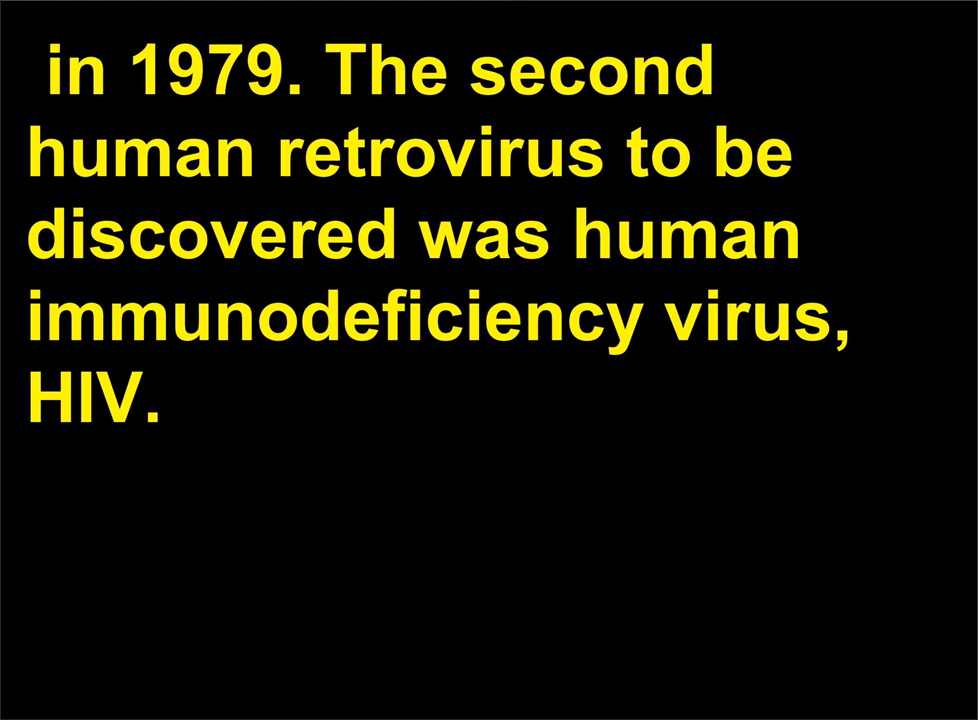 in 1979. The second
human retrovirus to be
discovered was human
immunodeficiency virus,
HIV.